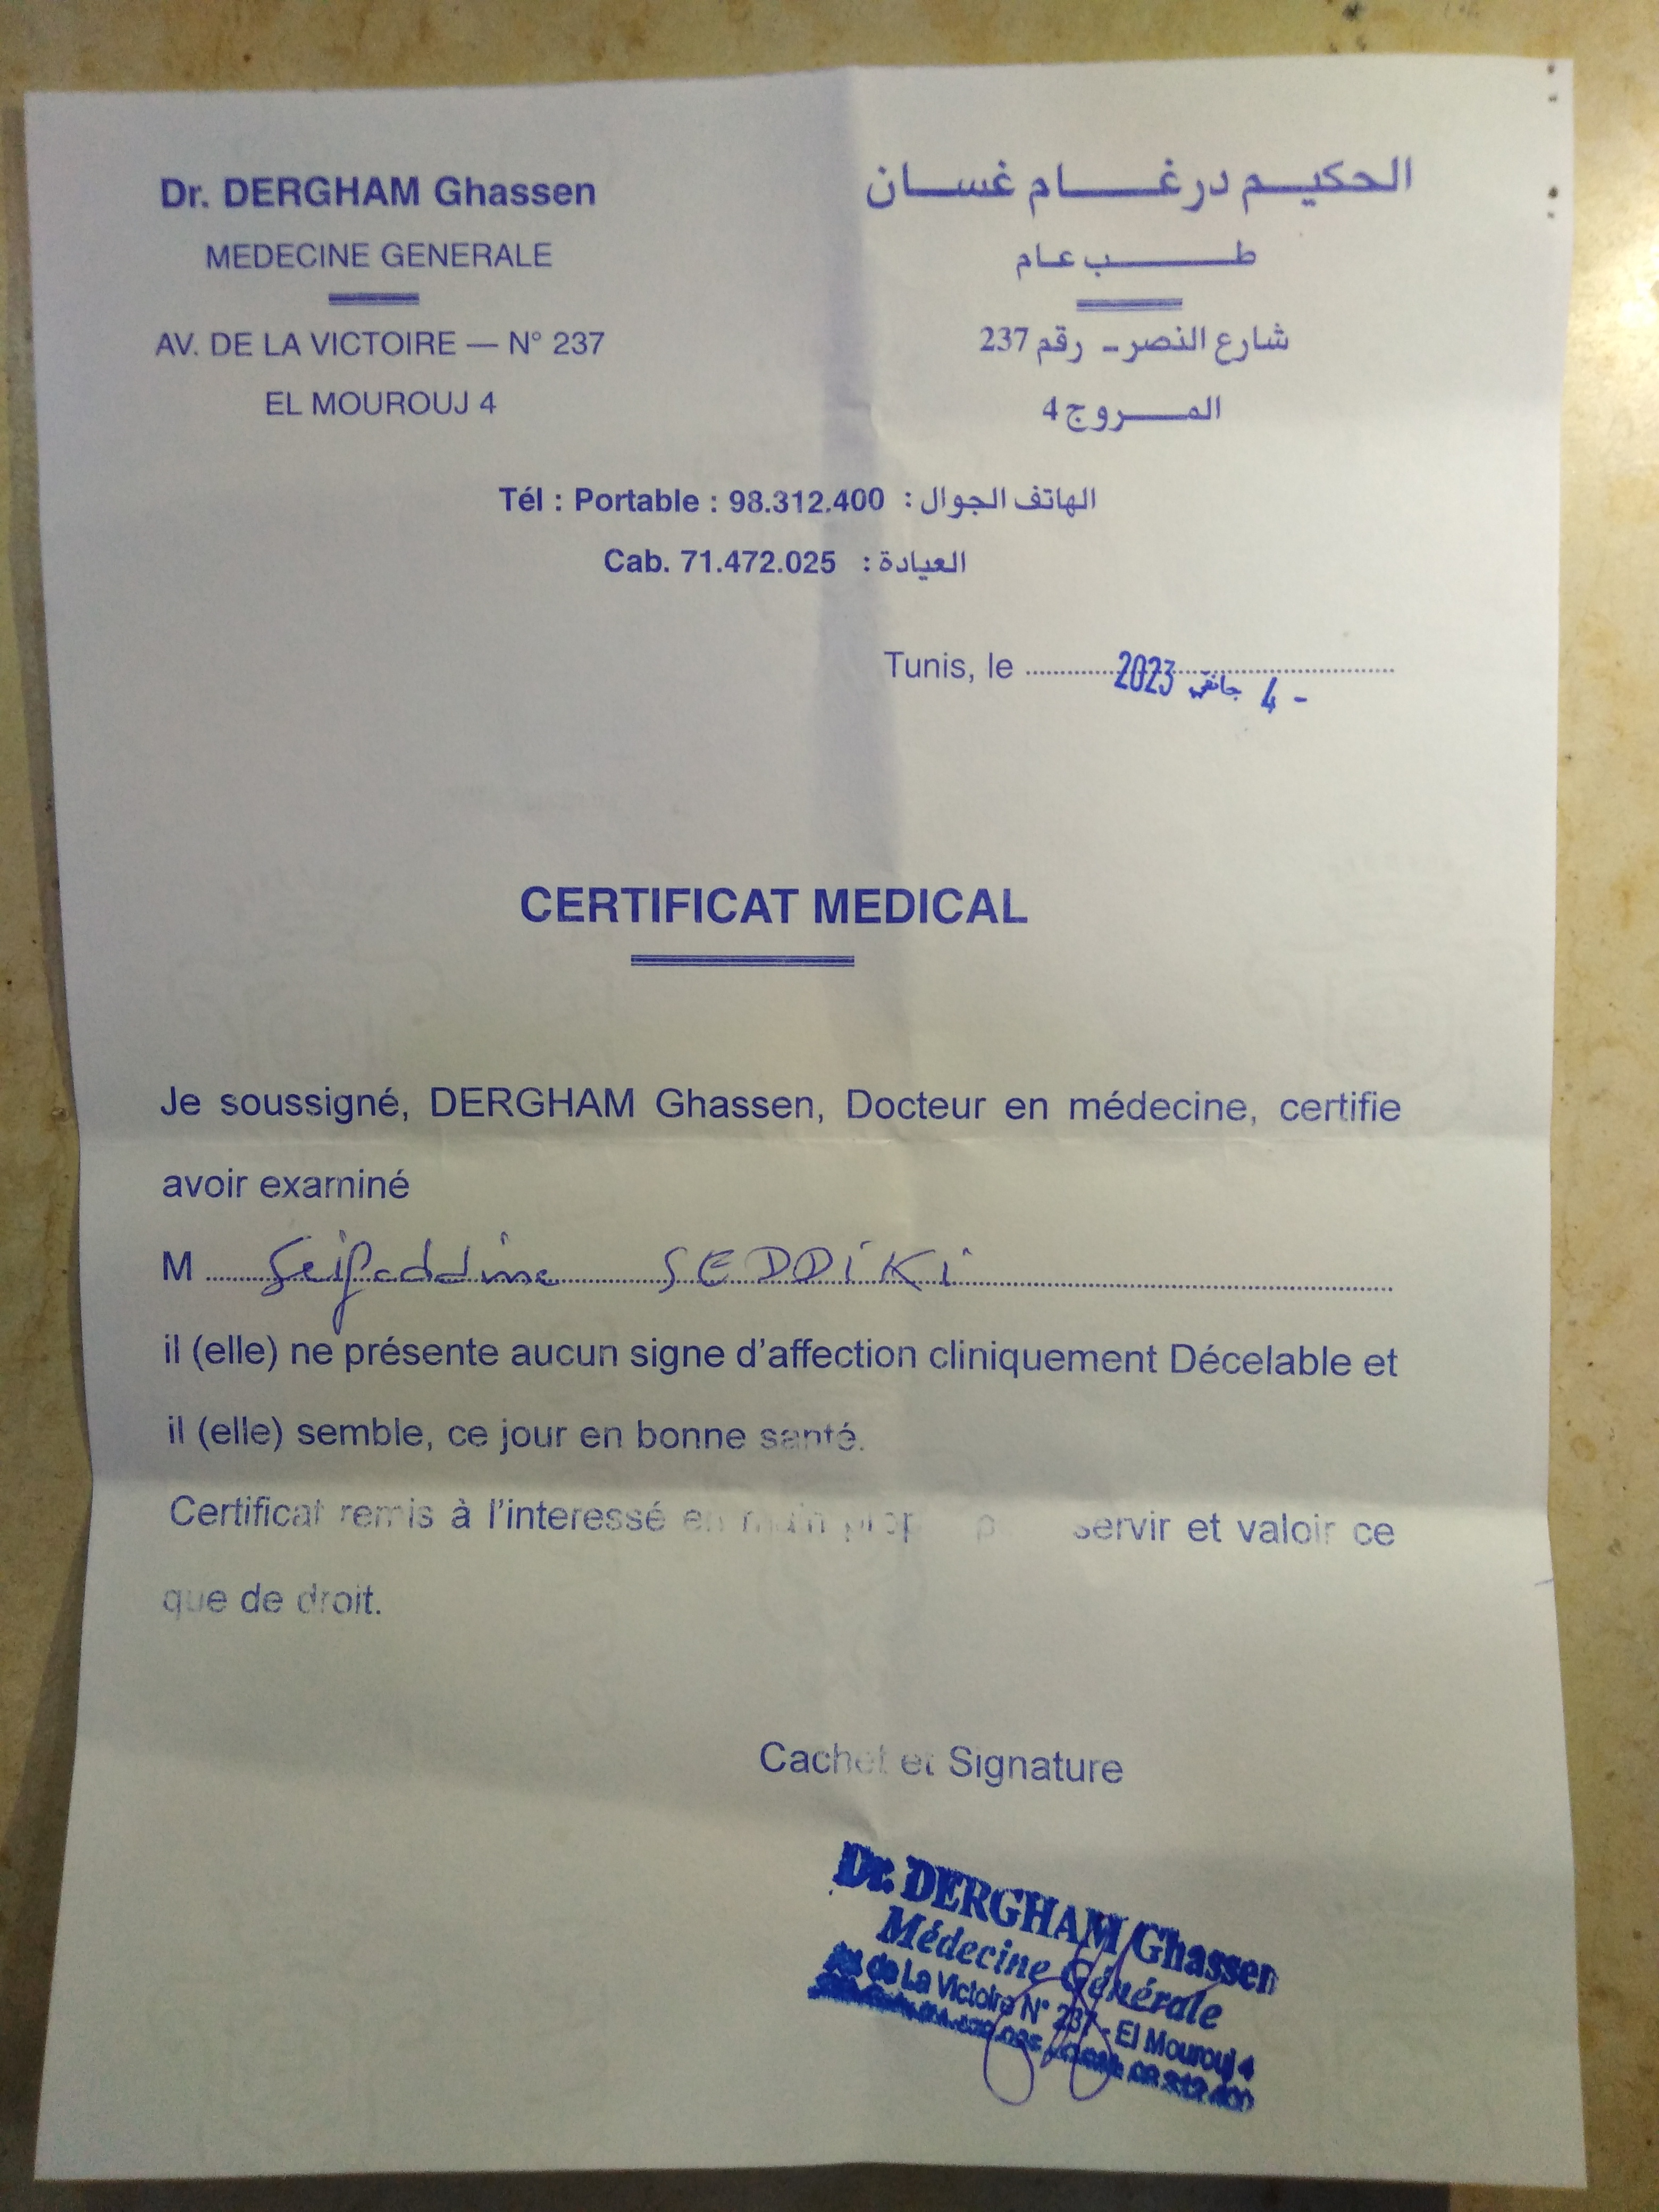 Dr. DERGHAM Ghassen
MEDECINE GENERALE
AV. DE LA VICTOIRE — N° 237
EL MOUROUJ 4
الحكيم درغام غسان
طب عام
شارع النصر - رقم 237
المروج 4
Tél : Portable : 98.312.400 : الهاتف الجوال
Cab. 71.472.025 : العيادة
Tunis, le 2023 جانفي 4 -
CERTIFICAT MEDICAL
Je soussigné, DERGHAM Ghassen, Docteur en médecine, certifie
avoir examiné
M Seifeddine SEDDiKi
il (elle) ne présente aucun signe d'affection cliniquement Décelable et
il (elle) semble, ce jour en bonne santé.
Certificat remis à l'interessé en main servir et valoir ce
que de droit.
Cachet et Signature
Dr. DERGHAM Ghassen
Médecine Générale
de La Victoire N° 237 - El Mourouj 4